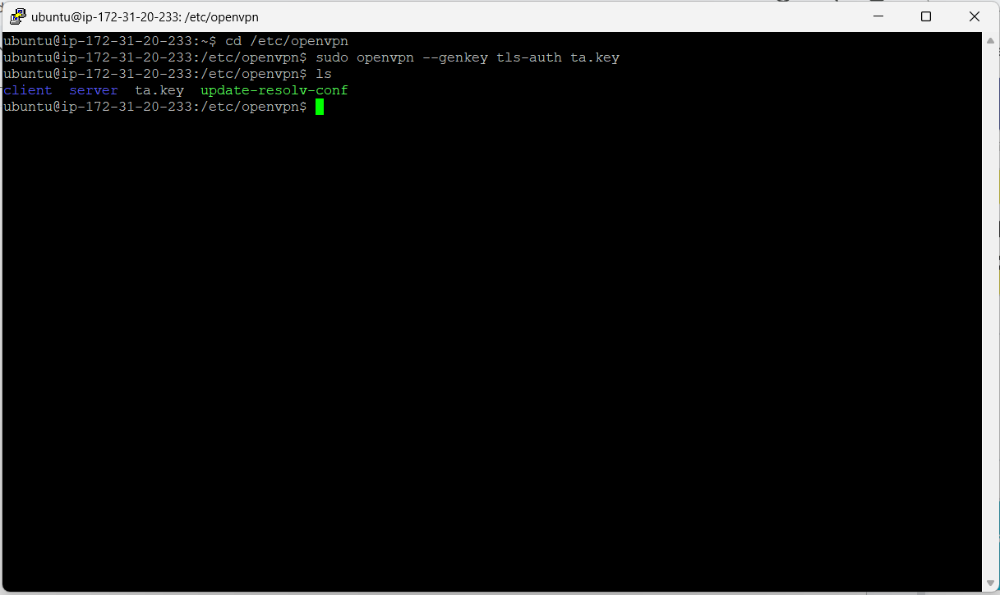 ubuntu@ip-172-31-20-233: /etc/openvpn
ubuntu@ip-172-31-20-233:~$ cd /etc/openvpn
ubuntu@ip-172-31-20-233:/etc/openvpn$ sudo openvpn --genkey tls-auth ta.key
ubuntu@ip-172-31-20-233:/etc/openvpn$ ls
client  server  ta.key  update-resolv-conf
ubuntu@ip-172-31-20-233:/etc/openvpn$